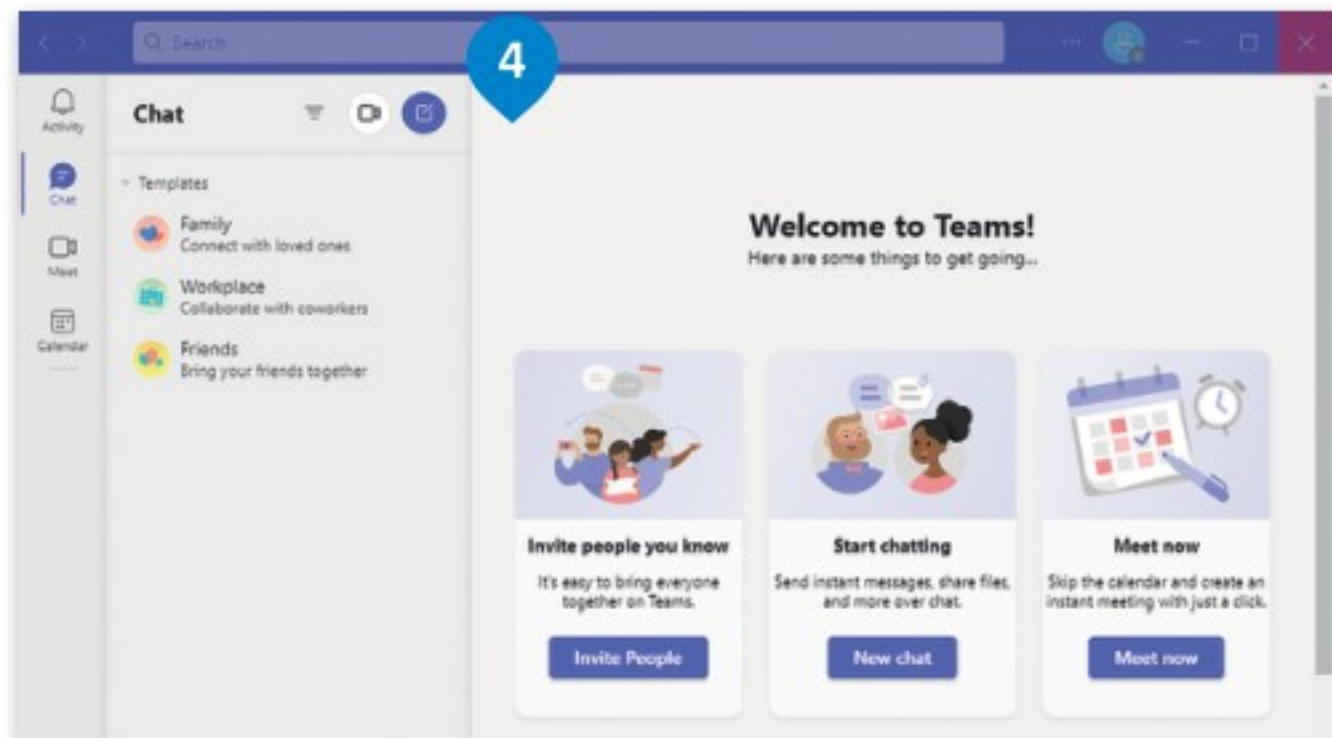 Search
4
Activity
Chat
Meet
Calendar
Chat
Templates
Family
Connect with loved ones
Workplace
Collaborate with coworkers
Friends
Bring your friends together
Welcome to Teams!
Here are some things to get going...
Invite people you know
It's easy to bring everyone
together on Teams.
Invite People
Start chatting
Send instant messages, share files,
and more over chat.
New chat
Meet now
Skip the calendar and create an
instant meeting with just a click.
Meet now